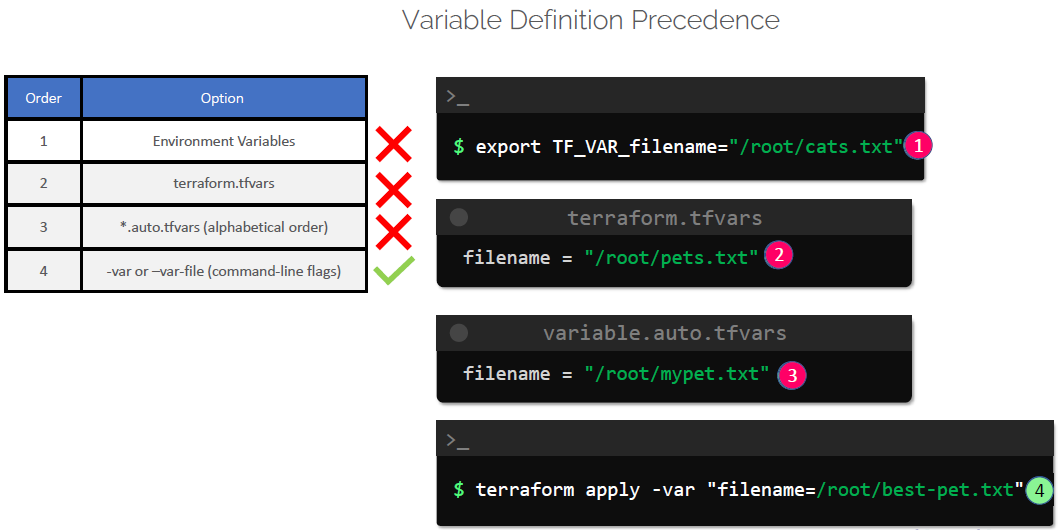 Variable Definition Precedence
Order Option
1 Environment Variables
2 terraform.tfvars
3 *.auto.tfvars (alphabetical order)
4 -var or –var-file (command-line flags)
>_
$ export TF_VAR_filename="/root/cats.txt" 1
terraform.tfvars
filename = "/root/pets.txt" 2
variable.auto.tfvars
filename = "/root/mypet.txt" 3
>_
$ terraform apply -var "filename=/root/best-pet.txt" 4